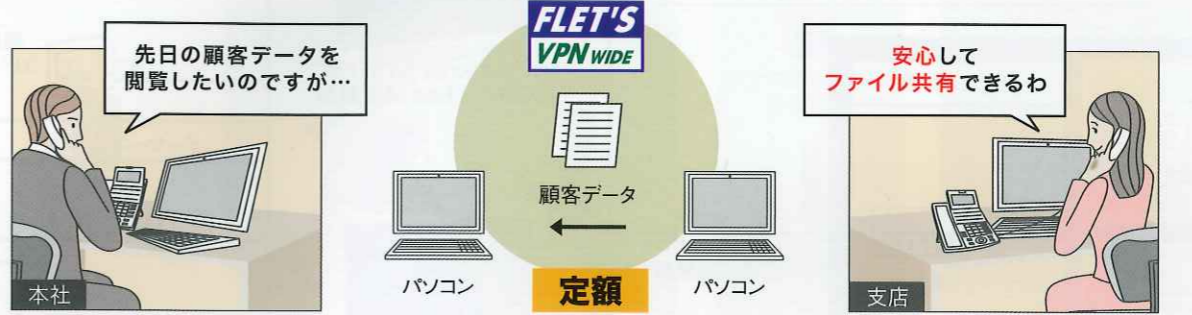 先日の顧客データを
閲覧したいのですが…
本社
FLET'S
VPN WIDE
顧客データ
パソコン
パソコン
定額
安心して
ファイル共有できるわ
支店